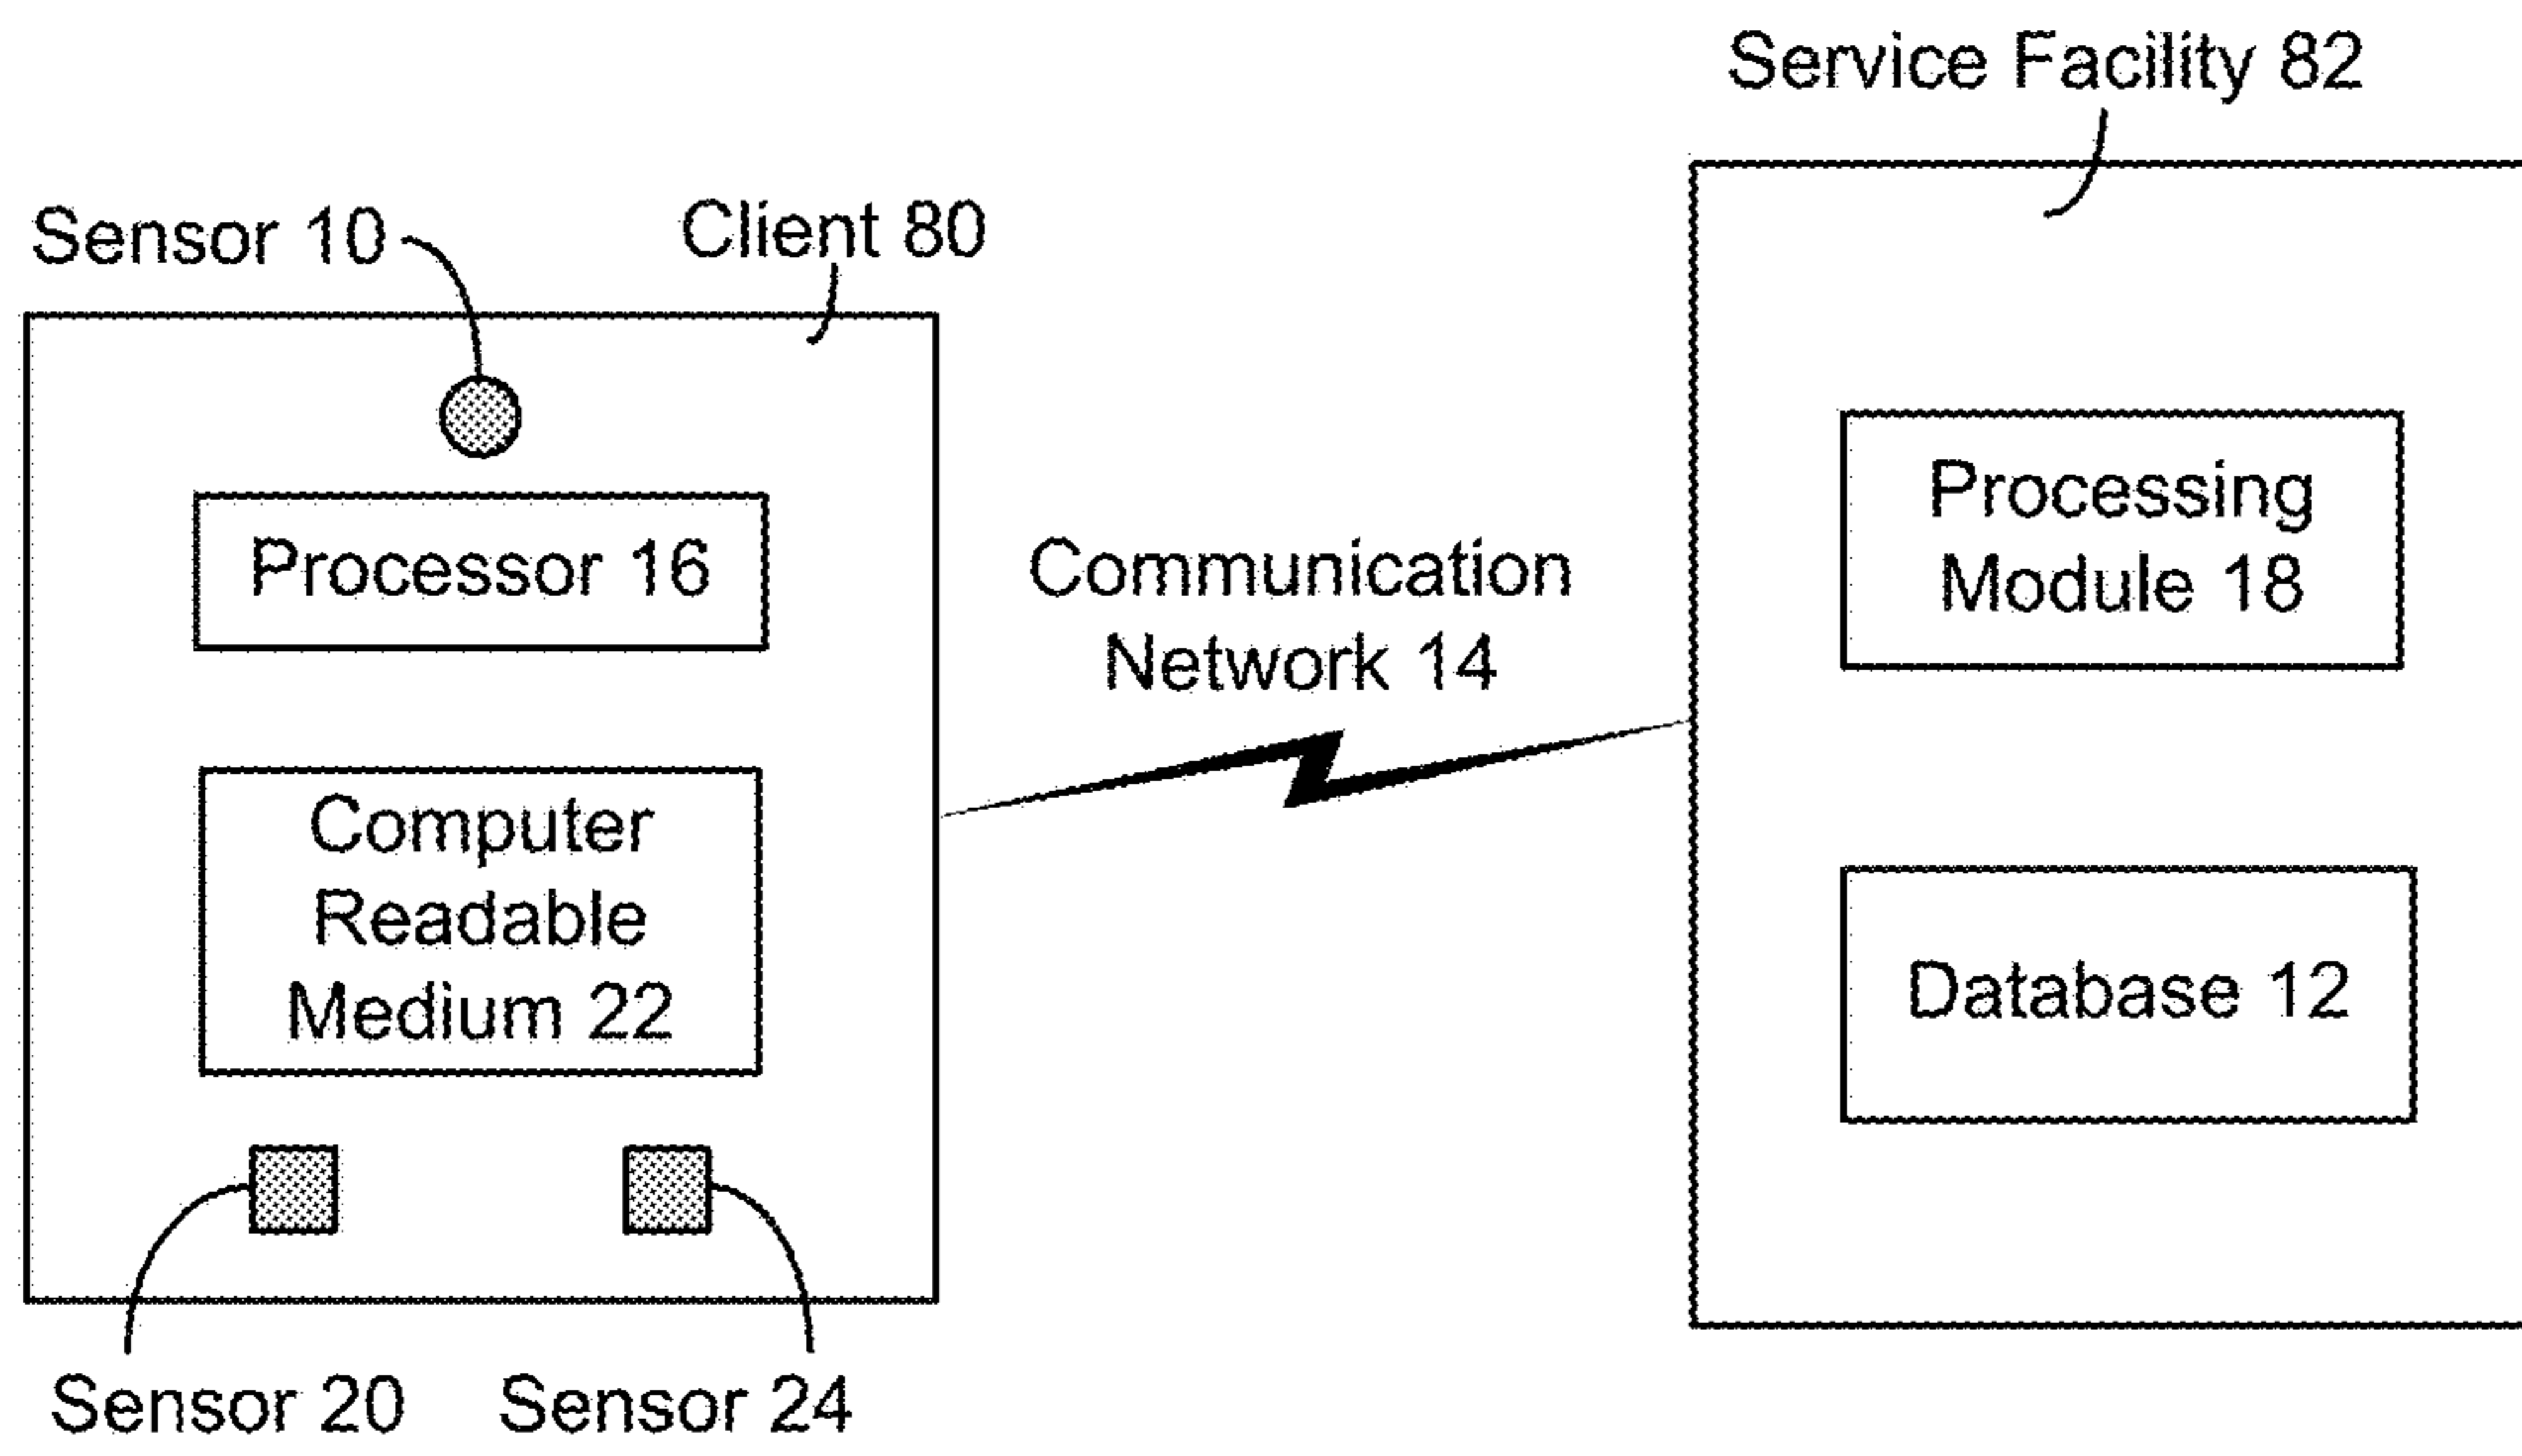 Service Facility 82
Sensor 10
Client 80
Processor 16
Computer
Readable
Medium 22
Sensor 20
Sensor 24
Communication
Network 14
Processing
Module 18
Database 12